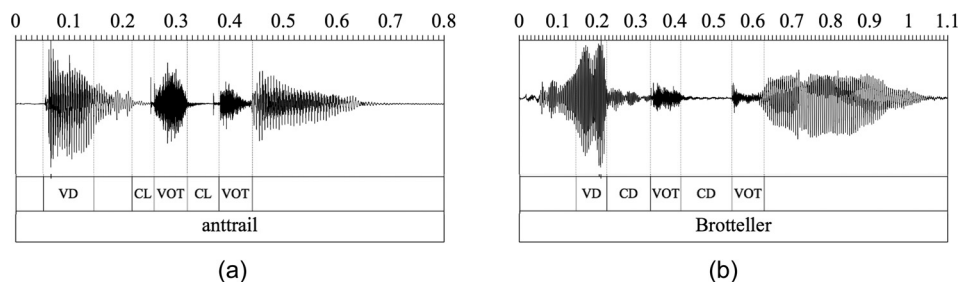 0 0.1 0.2 0.3 0.4 0.5 0.6 0.7 0.8
VD CL VOT CL VOT
anttrail
(a)
0 0.1 0.2 0.3 0.4 0.5 0.6 0.7 0.8 0.9 1 1.1
VD CD VOT CD VOT
Brotteller
(b)